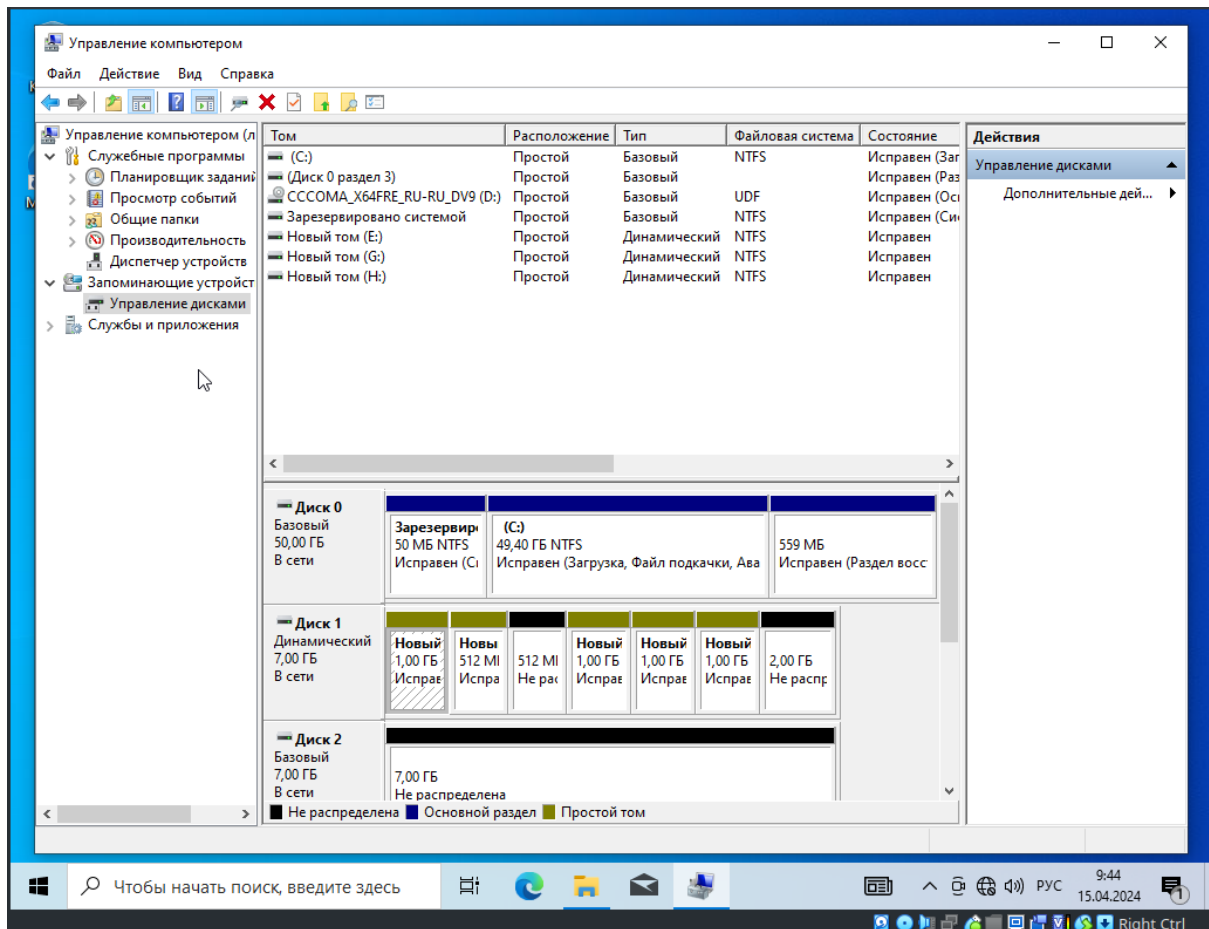 Управление компьютером
Файл Действие Вид Справка
Управление компьютером (л
Служебные программы
Планировщик заданий
Просмотр событий
Общие папки
Производительность
Диспетчер устройств
Запоминающие устройст
Управление дисками
Службы и приложения
Том Расположение Тип Файловая система Состояние
(C:) Простой Базовый NTFS Исправен (Заг
(Диск 0 раздел 3) Простой Базовый Исправен (Раз
CCCOMA_X64FRE_RU-RU_DV9 (D:) Простой Базовый UDF Исправен (Осн
Зарезервировано системой Простой Базовый NTFS Исправен (Сис
Новый том (E:) Простой Динамический NTFS Исправен
Новый том (G:) Простой Динамический NTFS Исправен
Новый том (H:) Простой Динамический NTFS Исправен
Действия
Управление дисками
Дополнительные дей...
Диск 0
Базовый
50,00 ГБ
В сети
Зарезервиро
50 МБ NTFS
Исправен (Си
(C:)
49,40 ГБ NTFS
Исправен (Загрузка, Файл подкачки, Ава
559 МБ
Исправен (Раздел восс
Диск 1
Динамический
7,00 ГБ
В сети
Новый
1,00 ГБ
Исправ
Новы
512 МБ
Испра
512 МБ
Не рас
Новый
1,00 ГБ
Исправ
Новый
1,00 ГБ
Исправ
Новый
1,00 ГБ
Исправ
2,00 ГБ
Не распр
Диск 2
Базовый
7,00 ГБ
В сети
7,00 ГБ
Не распределена
Не распределена Основной раздел Простой том
Чтобы начать поиск, введите здесь
РУС
9:44
15.04.2024
1
Right Ctrl